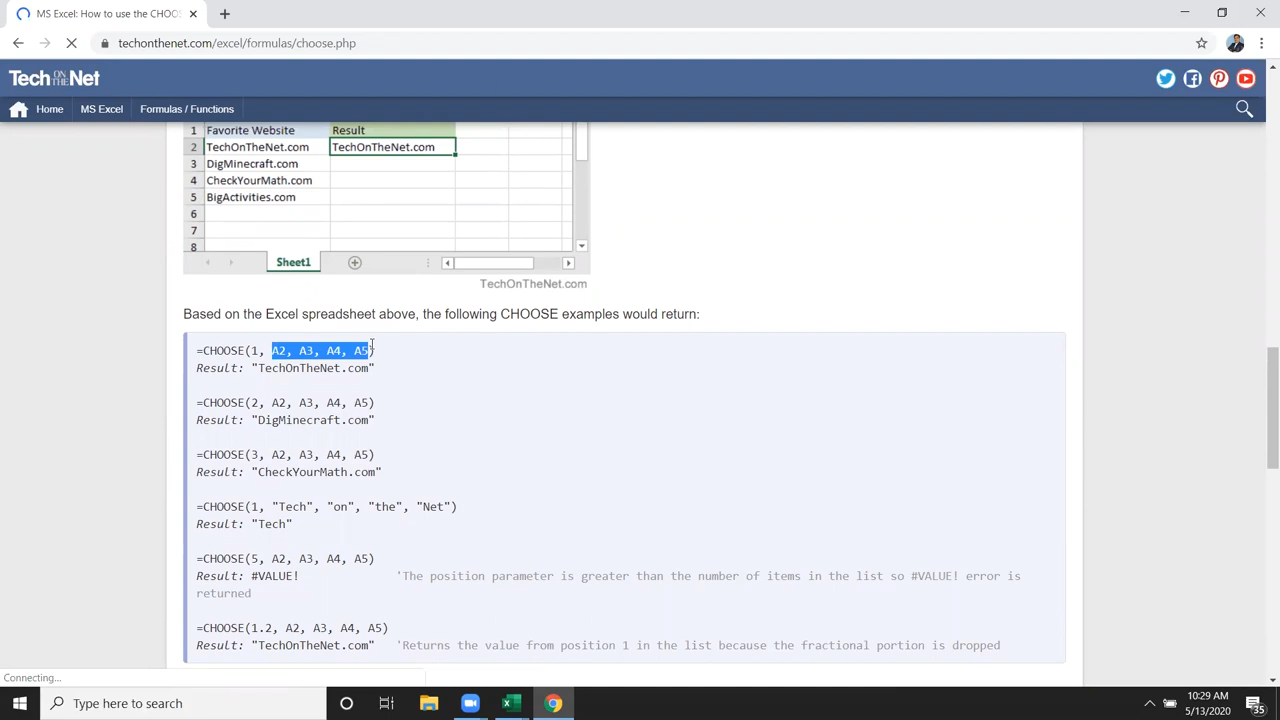 MS Excel: How to use the CHOO
techonthenet.com/excel/formulas/choose.php
Tech ON THE Net
Home MS Excel Formulas / Functions
1 Favorite Website Result
2 TechOnTheNet.com TechOnTheNet.com
3 DigMinecraft.com
4 CheckYourMath.com
5 BigActivities.com
6
7
8
Sheet1
TechOnTheNet.com
Based on the Excel spreadsheet above, the following CHOOSE examples would return:
=CHOOSE(1, A2, A3, A4, A5)
Result: "TechOnTheNet.com"
=CHOOSE(2, A2, A3, A4, A5)
Result: "DigMinecraft.com"
=CHOOSE(3, A2, A3, A4, A5)
Result: "CheckYourMath.com"
=CHOOSE(1, "Tech", "on", "the", "Net")
Result: "Tech"
=CHOOSE(5, A2, A3, A4, A5)
Result: #VALUE! 'The position parameter is greater than the number of items in the list so #VALUE! error is
returned
=CHOOSE(1.2, A2, A3, A4, A5)
Result: "TechOnTheNet.com" 'Returns the value from position 1 in the list because the fractional portion is dropped
Connecting...
Type here to search
10:29 AM
5/13/2020
35